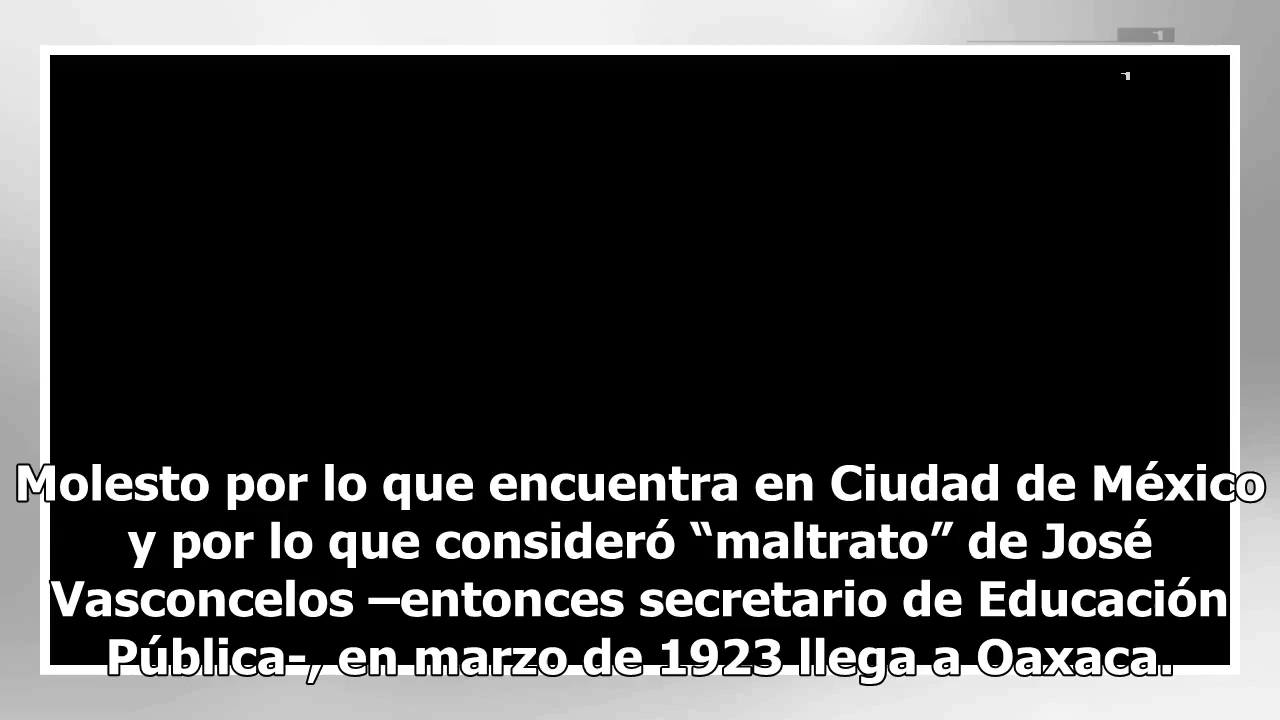 Molesto por lo que encuentra en Ciudad de México
y por lo que consideró “maltrato” de José
Vasconcelos –entonces secretario de Educación
Pública-, en marzo de 1923 llega a Oaxaca.